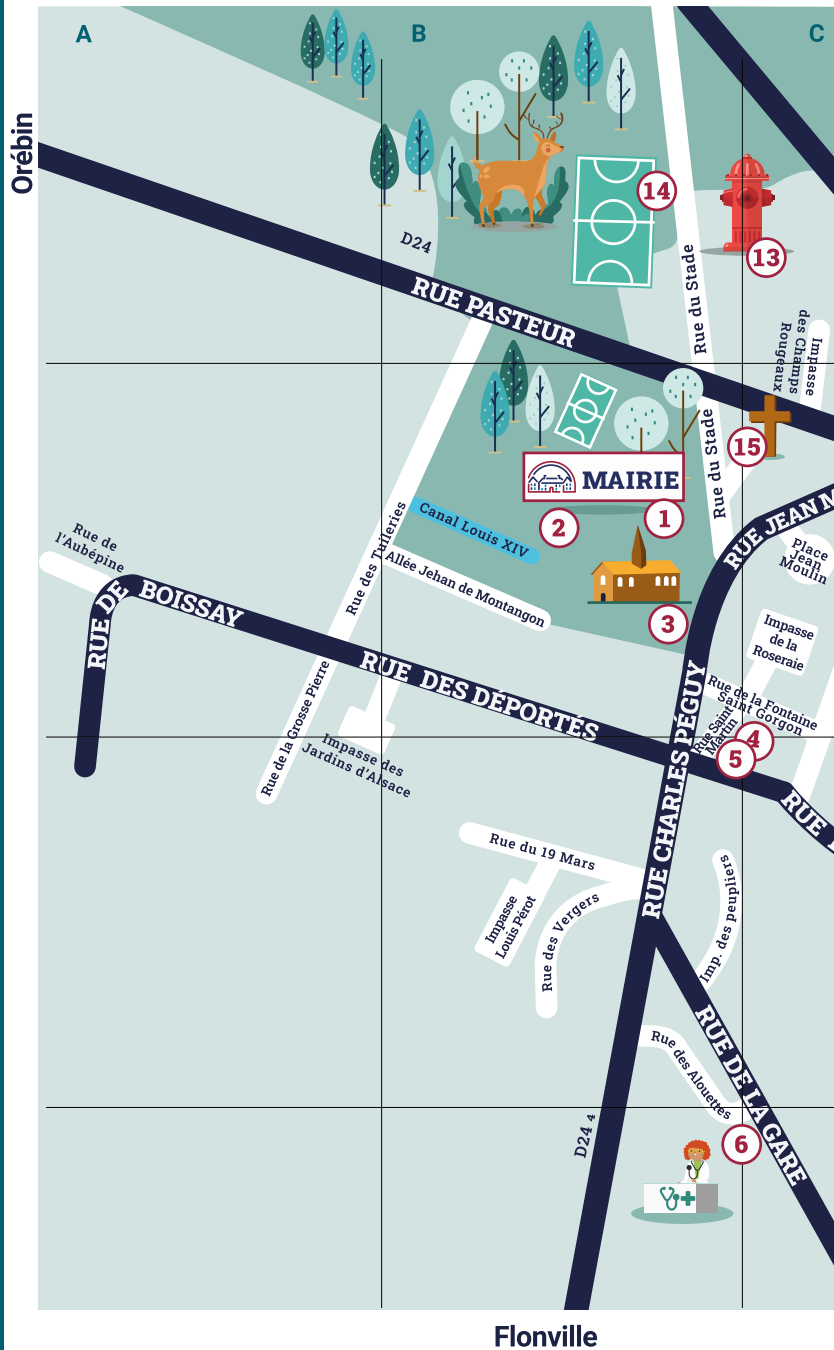 A
B
C
Orébin
14
13
D24
RUE PASTEUR
Rue du Stade
Impasse
des Champs
Rougeaux
Rue du Stade
15
MAIRIE
1
2
Canal Louis XIV
RUE JEAN M
Place
Jean
Moulin
Rue de
l'Aubépine
Rue des Tuileries
Allée Jehan de Montangon
3
RUE DE BOISSAY
Impasse
de la
Roseraie
RUE DES DÉPORTÉS
Rue de la Fontaine
Saint Gorgon
Rue Saint
Martin
4
5
Rue de la Grosse Pierre
Impasse des
Jardins d'Alsace
RUE CHARLES PÉGUY
RUE
Rue du 19 Mars
Impasse
Louis Pérot
Rue des Vergers
Imp. des peupliers
RUE DE LA GARE
Rue des Alouettes
D24 4
6
Flonville